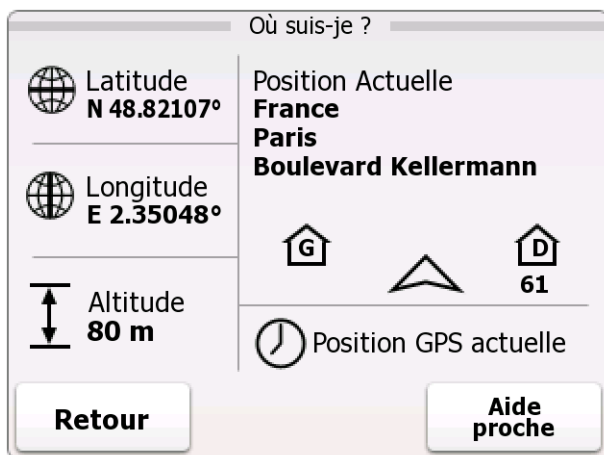 Où suis-je ?
Latitude
N 48.82107°
Longitude
E 2.35048°
Altitude
80 m
Position Actuelle
France
Paris
Boulevard Kellermann
G
D
61
Position GPS actuelle
Retour
Aide
proche